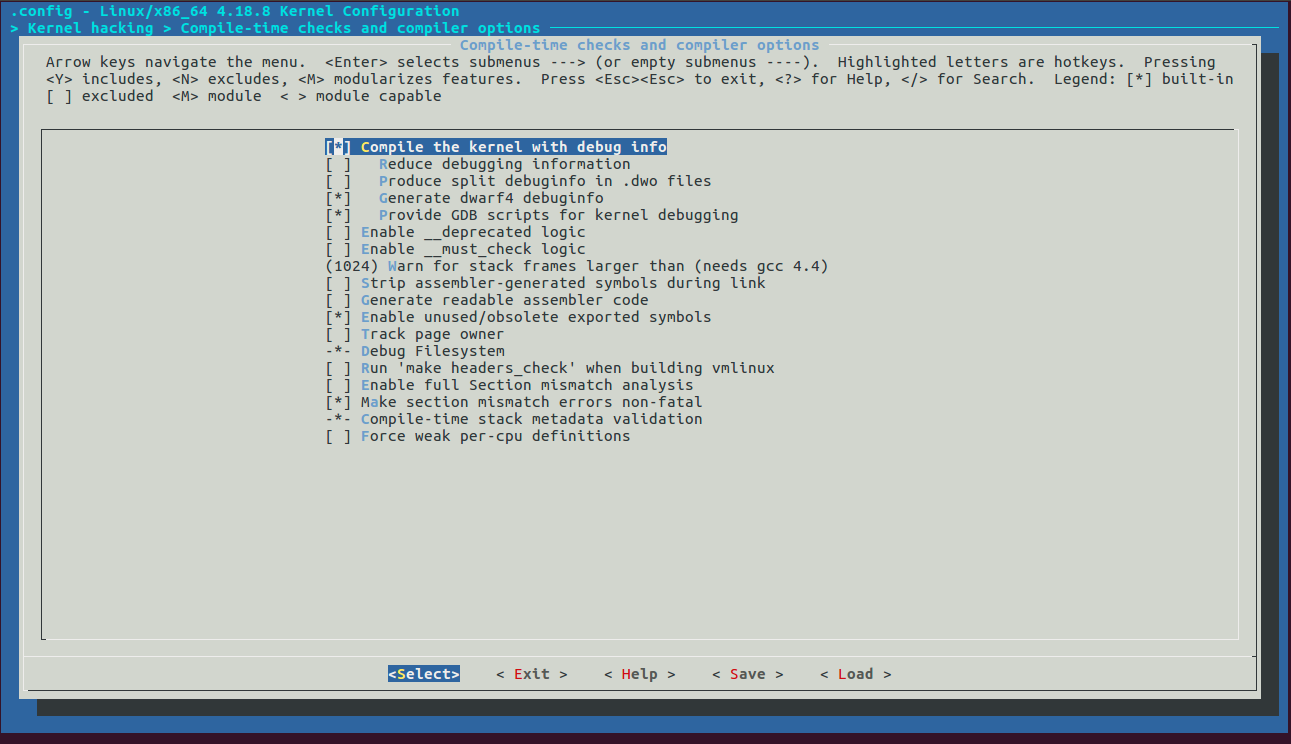 .config - Linux/x86_64 4.18.8 Kernel Configuration
> Kernel hacking > Compile-time checks and compiler options
Compile-time checks and compiler options
Arrow keys navigate the menu.  <Enter> selects submenus ---> (or empty submenus ----).  Highlighted letters are hotkeys.  Pressing
<Y> includes, <N> excludes, <M> modularizes features.  Press <Esc><Esc> to exit, <?> for Help, </> for Search.  Legend: [*] built-in
[ ] excluded  <M> module  < > module capable
[*] Compile the kernel with debug info
[ ]   Reduce debugging information
[ ]   Produce split debuginfo in .dwo files
[*]   Generate dwarf4 debuginfo
[*]   Provide GDB scripts for kernel debugging
[ ] Enable __deprecated logic
[ ] Enable __must_check logic
(1024) Warn for stack frames larger than (needs gcc 4.4)
[ ] Strip assembler-generated symbols during link
[ ] Generate readable assembler code
[*] Enable unused/obsolete exported symbols
[ ] Track page owner
-*- Debug Filesystem
[ ] Run 'make headers_check' when building vmlinux
[ ] Enable full Section mismatch analysis
[*] Make section mismatch errors non-fatal
-*- Compile-time stack metadata validation
[ ] Force weak per-cpu definitions
<Select>    < Exit >    < Help >    < Save >    < Load >